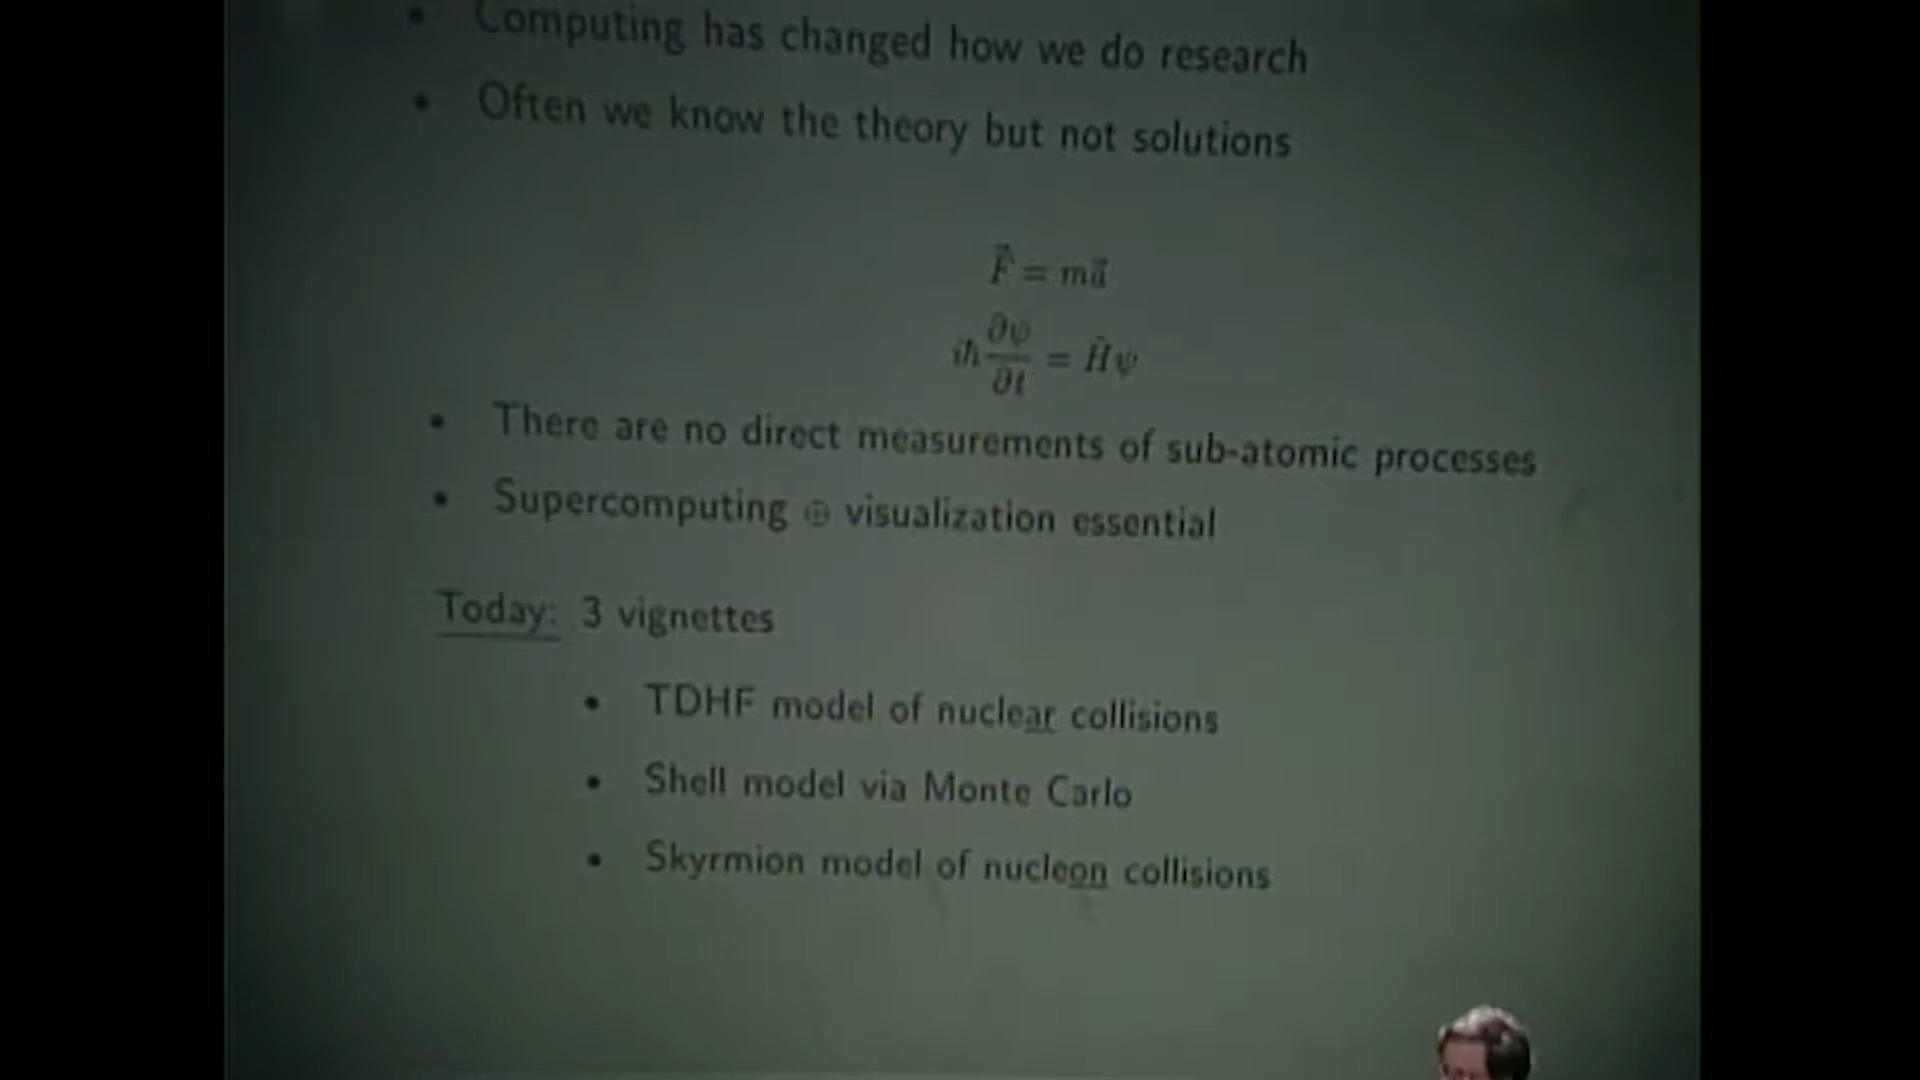 • Computing has changed how we do research
• Often we know the theory but not solutions
F⃗ = ma⃗
iħ ∂ψ/∂t = Ĥψ
• There are no direct measurements of sub-atomic processes
• Supercomputing ⊕ visualization essential
Today: 3 vignettes
• TDHF model of nuclear collisions
• Shell model via Monte Carlo
• Skyrmion model of nucleon collisions